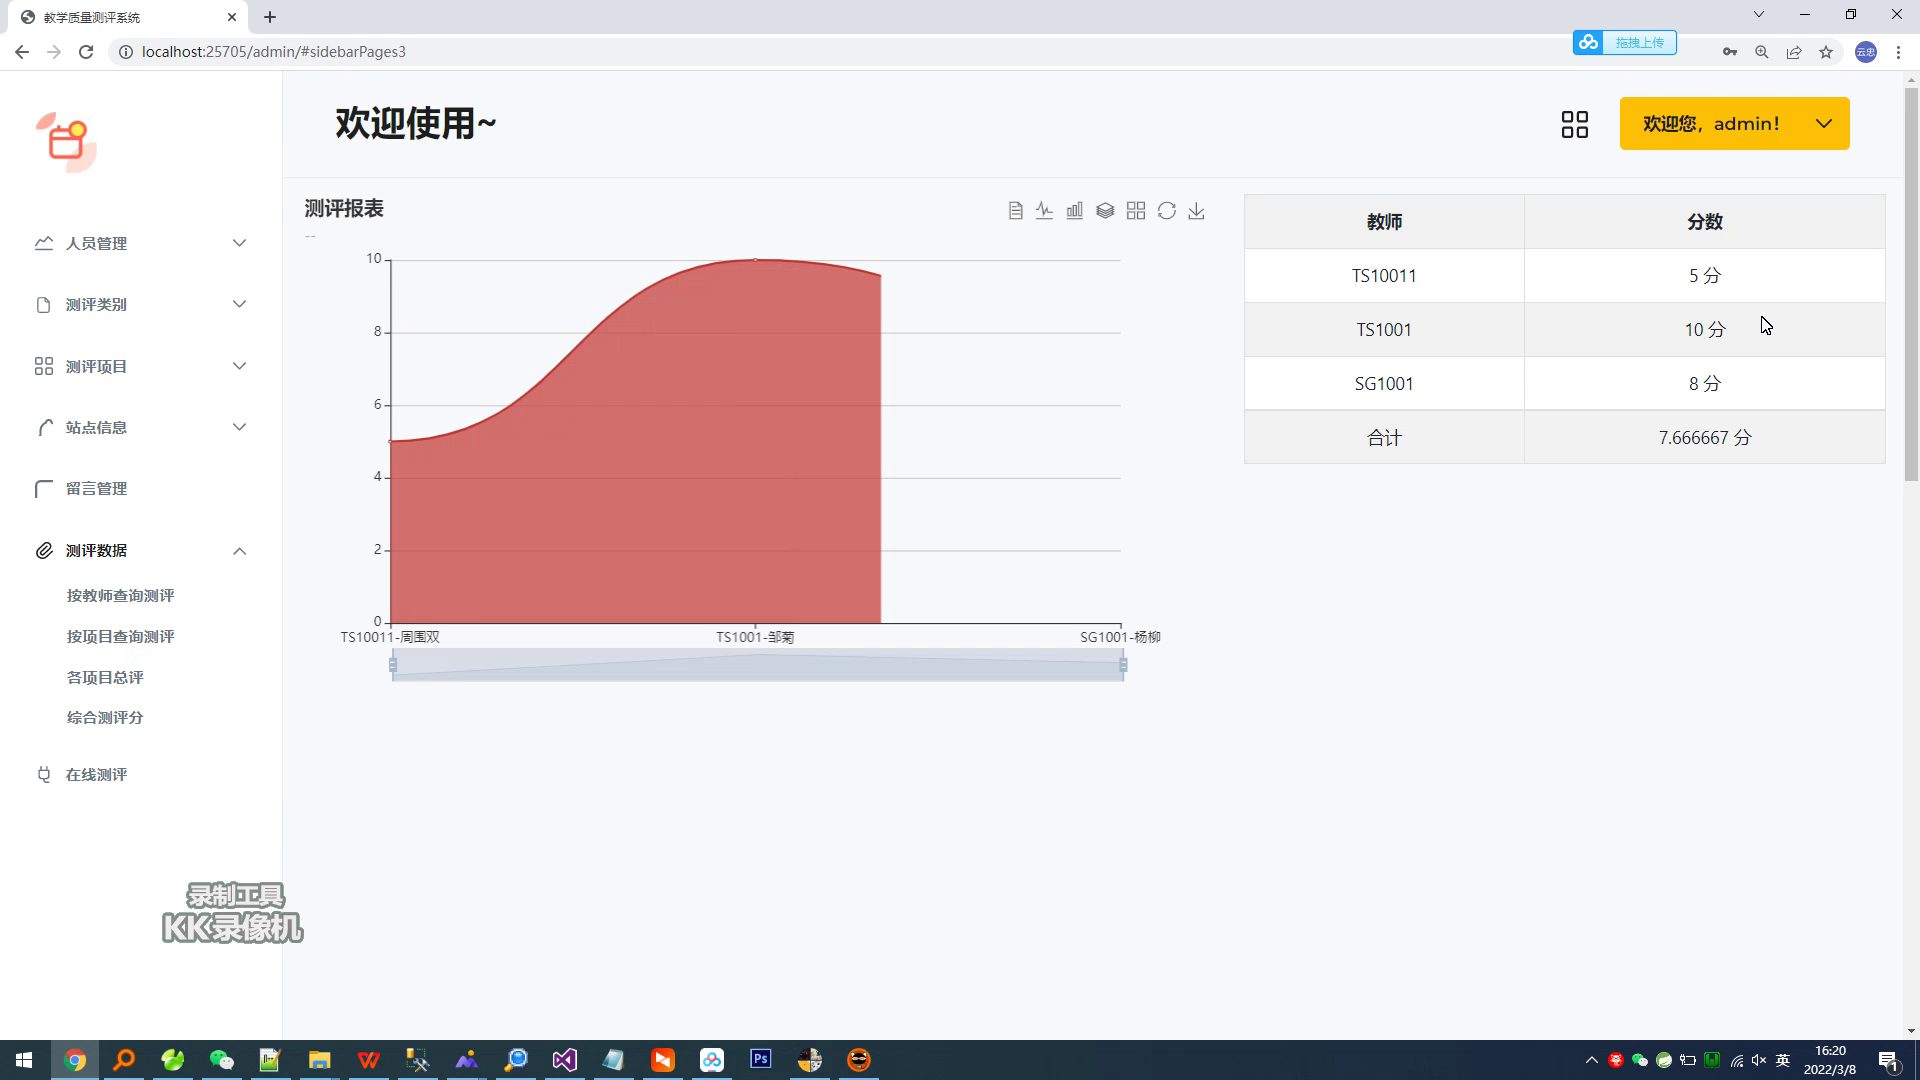 教学质量测评系统
localhost:25705/admin/#sidebarPages3
拖拽上传
云忠
欢迎使用~
欢迎您，admin！
人员管理
测评类别
测评项目
站点信息
留言管理
测评数据
按教师查询测评
按项目查询测评
各项目总评
综合测评分
在线测评
测评报表
--
10
8
6
4
2
0
TS10011-周围双
TS1001-邹菊
SG1001-杨柳
教师 分数
TS10011 5 分
TS1001 10 分
SG1001 8 分
合计 7.666667 分
录制工具
KK录像机
Ps
英
16:20
2022/3/8
1